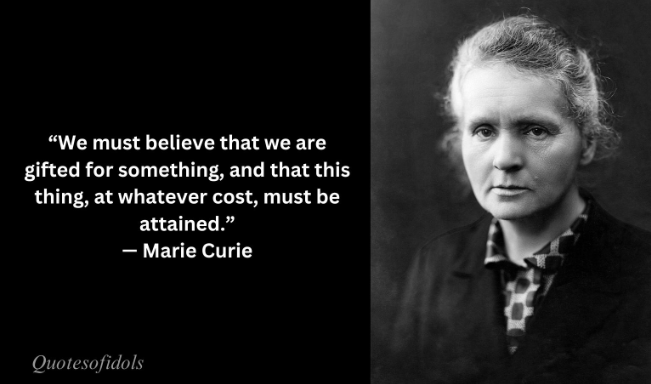 “We must believe that we are
gifted for something, and that this
thing, at whatever cost, must be
attained.”
— Marie Curie
Quotesofidols